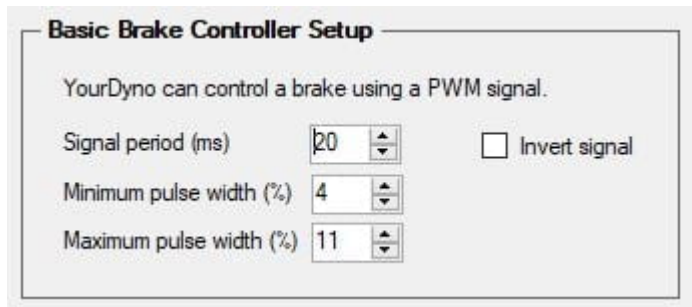 Basic Brake Controller Setup
YourDyno can control a brake using a PWM signal.
Signal period (ms) 20 Invert signal
Minimum pulse width (%) 4
Maximum pulse width (%) 11